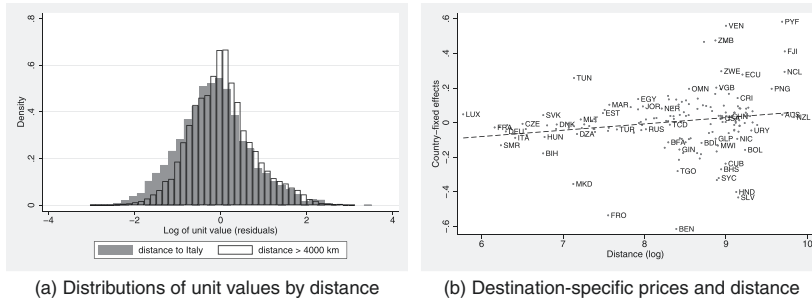 Density
.8
.6
.4
.2
0
−4
−2
0
2
4
Log of unit value (residuals)
distance to Italy
distance > 4000 km
(a) Distributions of unit values by distance
Country−fixed effects
.6
.4
.2
0
−.2
−.4
−.6
PYF
VEN
ZMB
FJI
ZWE
NCL
ECU
TUN
OMN
VGB
PNG
EGY
CRI
MAR
JOR
NER
LUX
SVK
EST
AUS
NZL
CZE
DNK
MLT
FRA
DEU
TUR
RUS
TCD
URY
ITA
HUN
DZA
GLP
NIC
SMR
BFA
BDI
MWI
BIH
GIN
BOL
CUB
TGO
BHS
SYC
MKD
HND
SLV
FRO
BEN
6
7
8
9
10
Distance (log)
(b) Destination-specific prices and distance